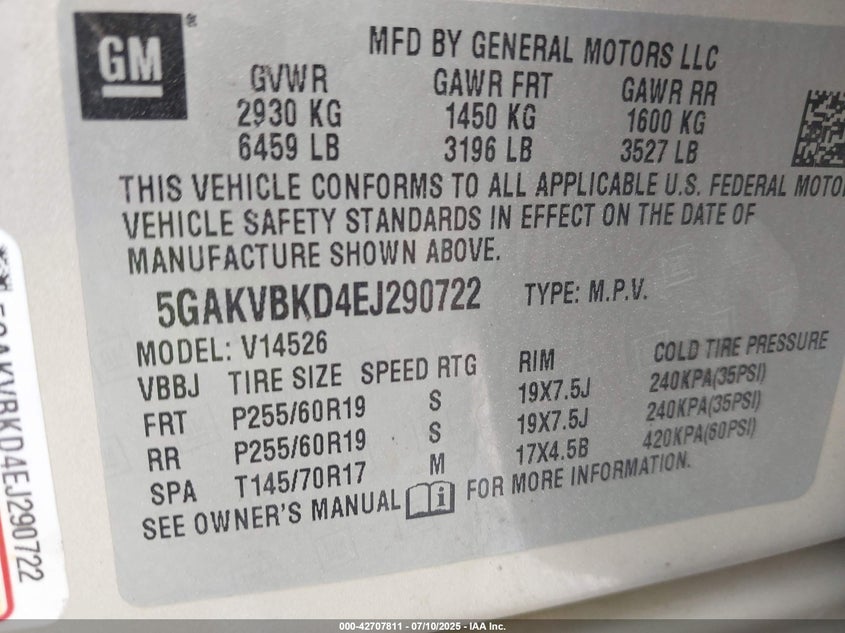 GM
MFD BY GENERAL MOTORS LLC
GVWR GAWR FRT GAWR RR
2930 KG 1450 KG 1600 KG
6459 LB 3196 LB 3527 LB
THIS VEHICLE CONFORMS TO ALL APPLICABLE U.S. FEDERAL MOTOR
VEHICLE SAFETY STANDARDS IN EFFECT ON THE DATE OF
MANUFACTURE SHOWN ABOVE.
5GAKVBKD4EJ290722 TYPE: M.P.V.
MODEL: V14526
VBBJ TIRE SIZE SPEED RTG RIM COLD TIRE PRESSURE
FRT P255/60R19 S 19X7.5J 240KPA(35PSI)
RR P255/60R19 S 19X7.5J 240KPA(35PSI)
SPA T145/70R17 M 17X4.5B 420KPA(60PSI)
SEE OWNER'S MANUAL FOR MORE INFORMATION.
5GAKVBKD4EJ290722
000-42707811 - 07/10/2025 - IAA Inc.